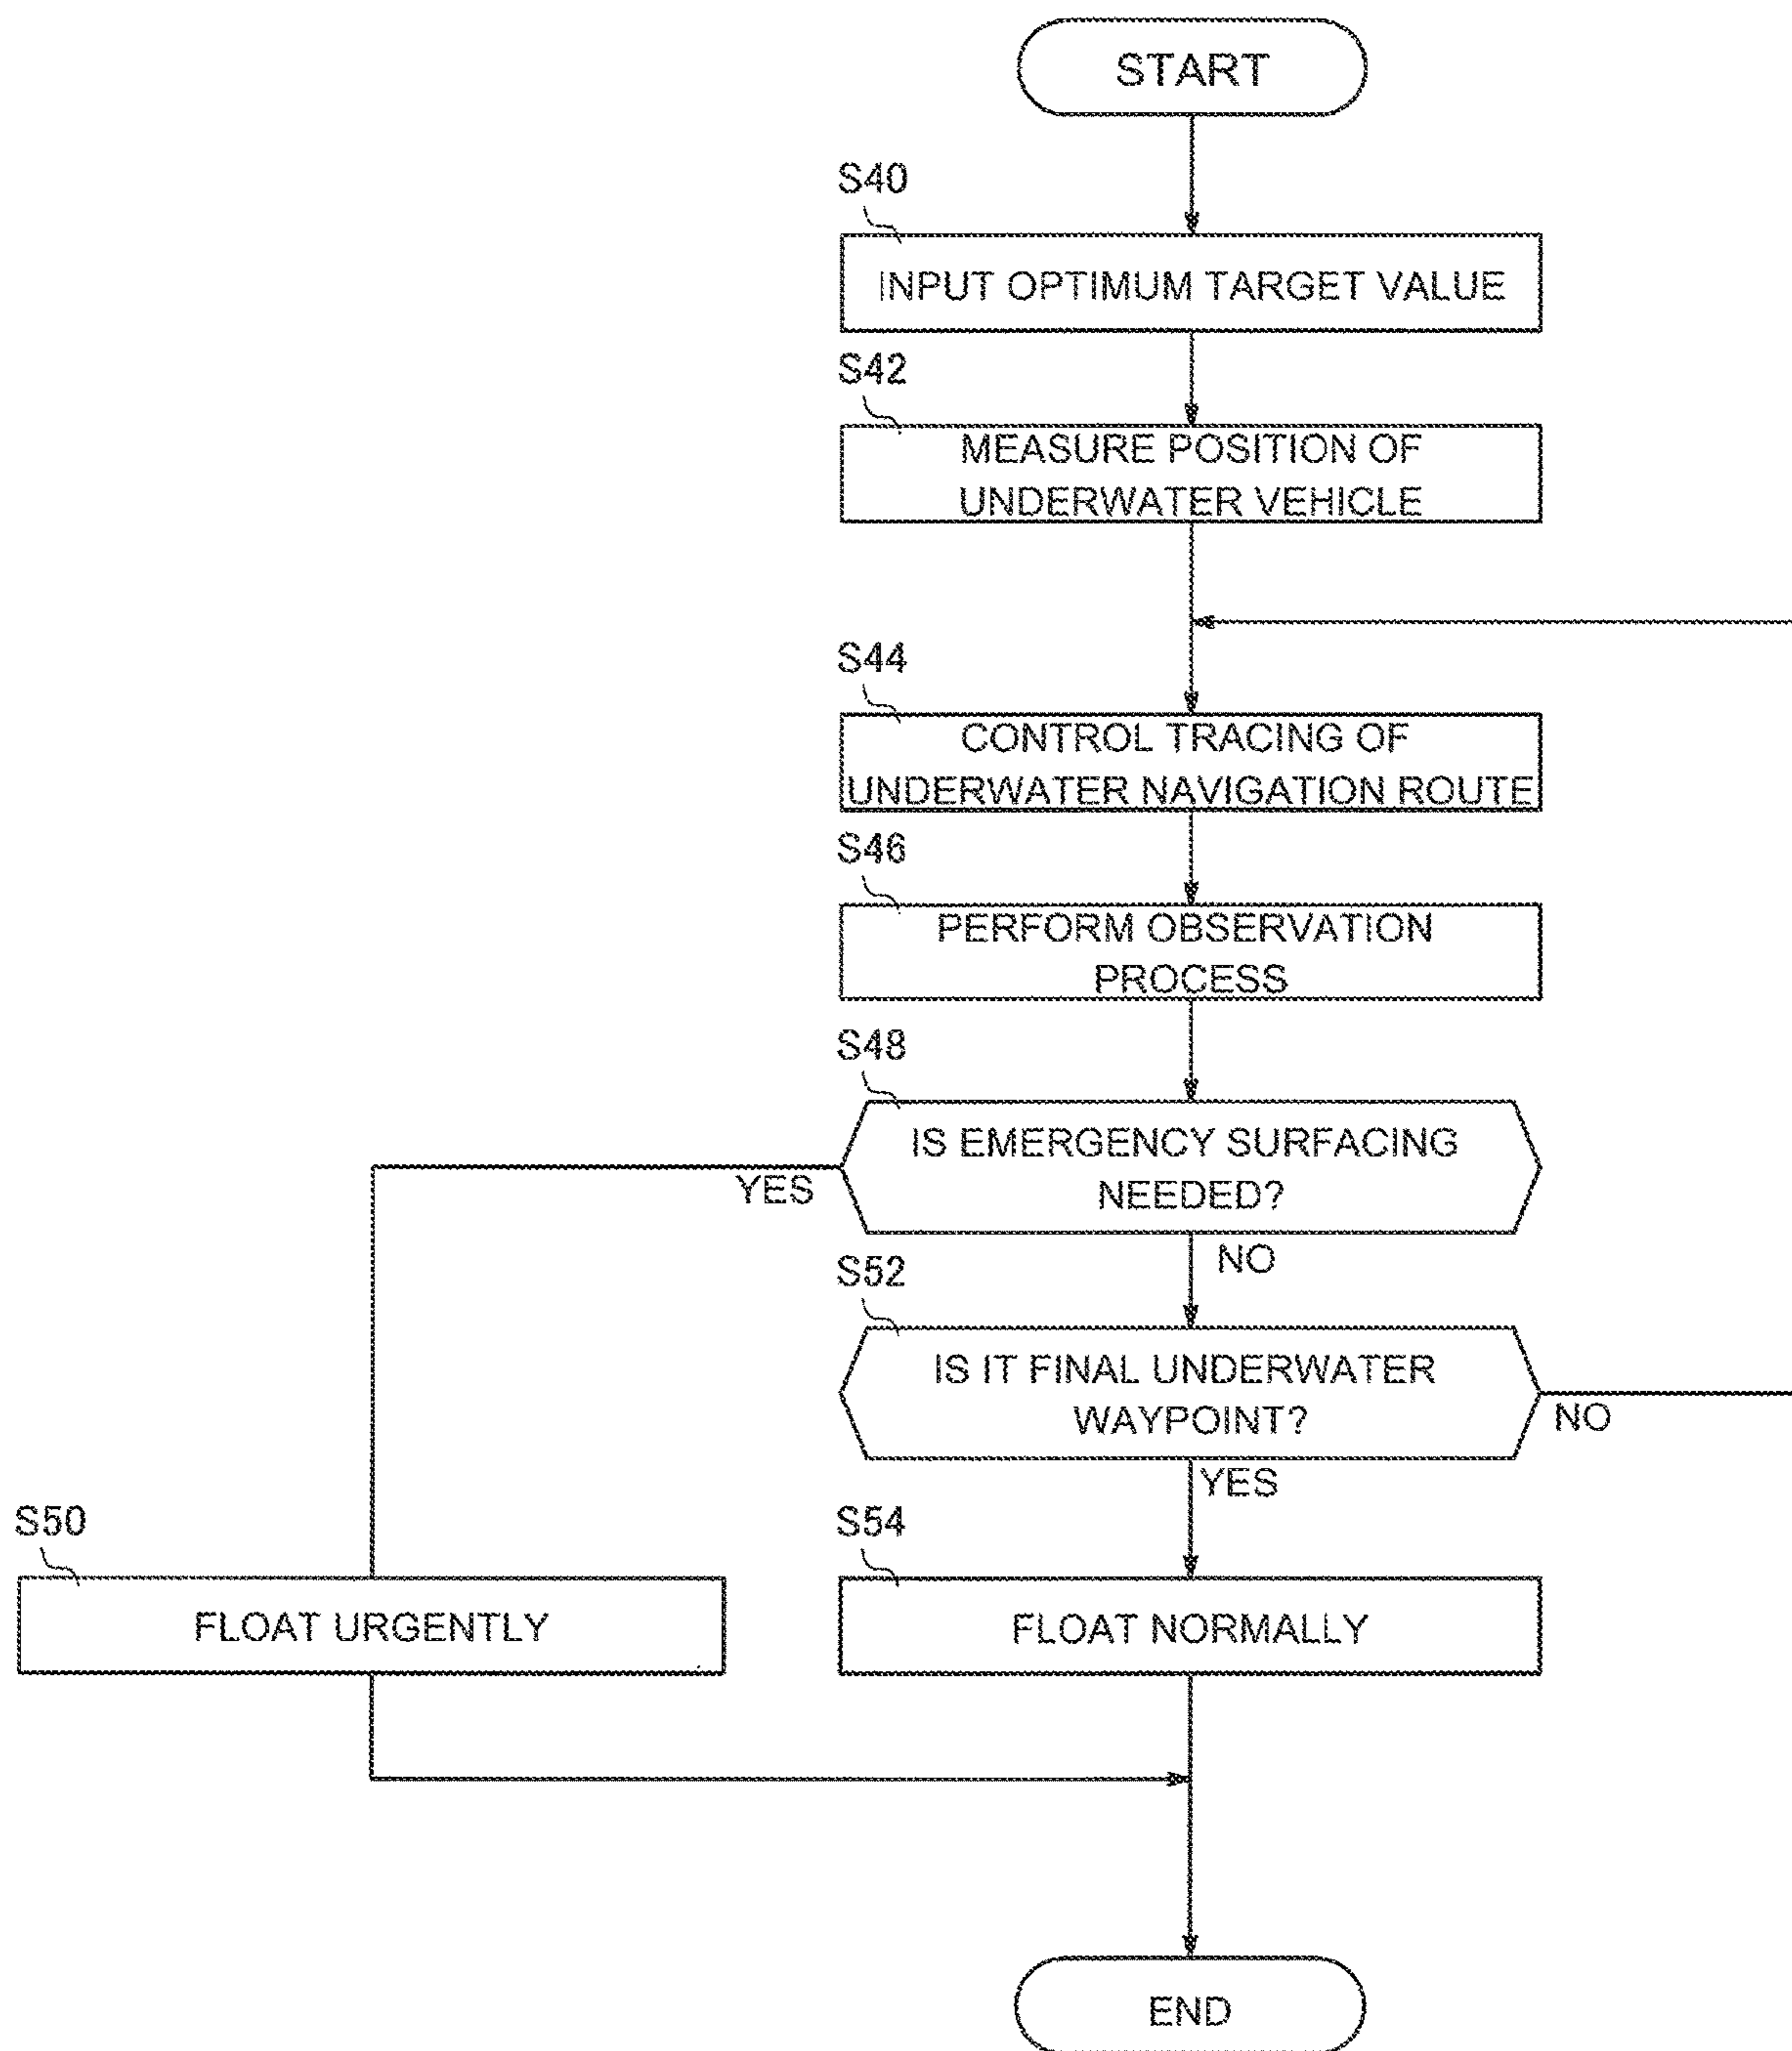 START
S40
INPUT OPTIMUM TARGET VALUE
S42
MEASURE POSITION OF
UNDERWATER VEHICLE
S44
CONTROL TRACING OF
UNDERWATER NAVIGATION ROUTE
S46
PERFORM OBSERVATION
PROCESS
S48
IS EMERGENCY SURFACING
NEEDED?
YES
NO
S52
IS IT FINAL UNDERWATER
WAYPOINT?
NO
YES
S50
FLOAT URGENTLY
S54
FLOAT NORMALLY
END